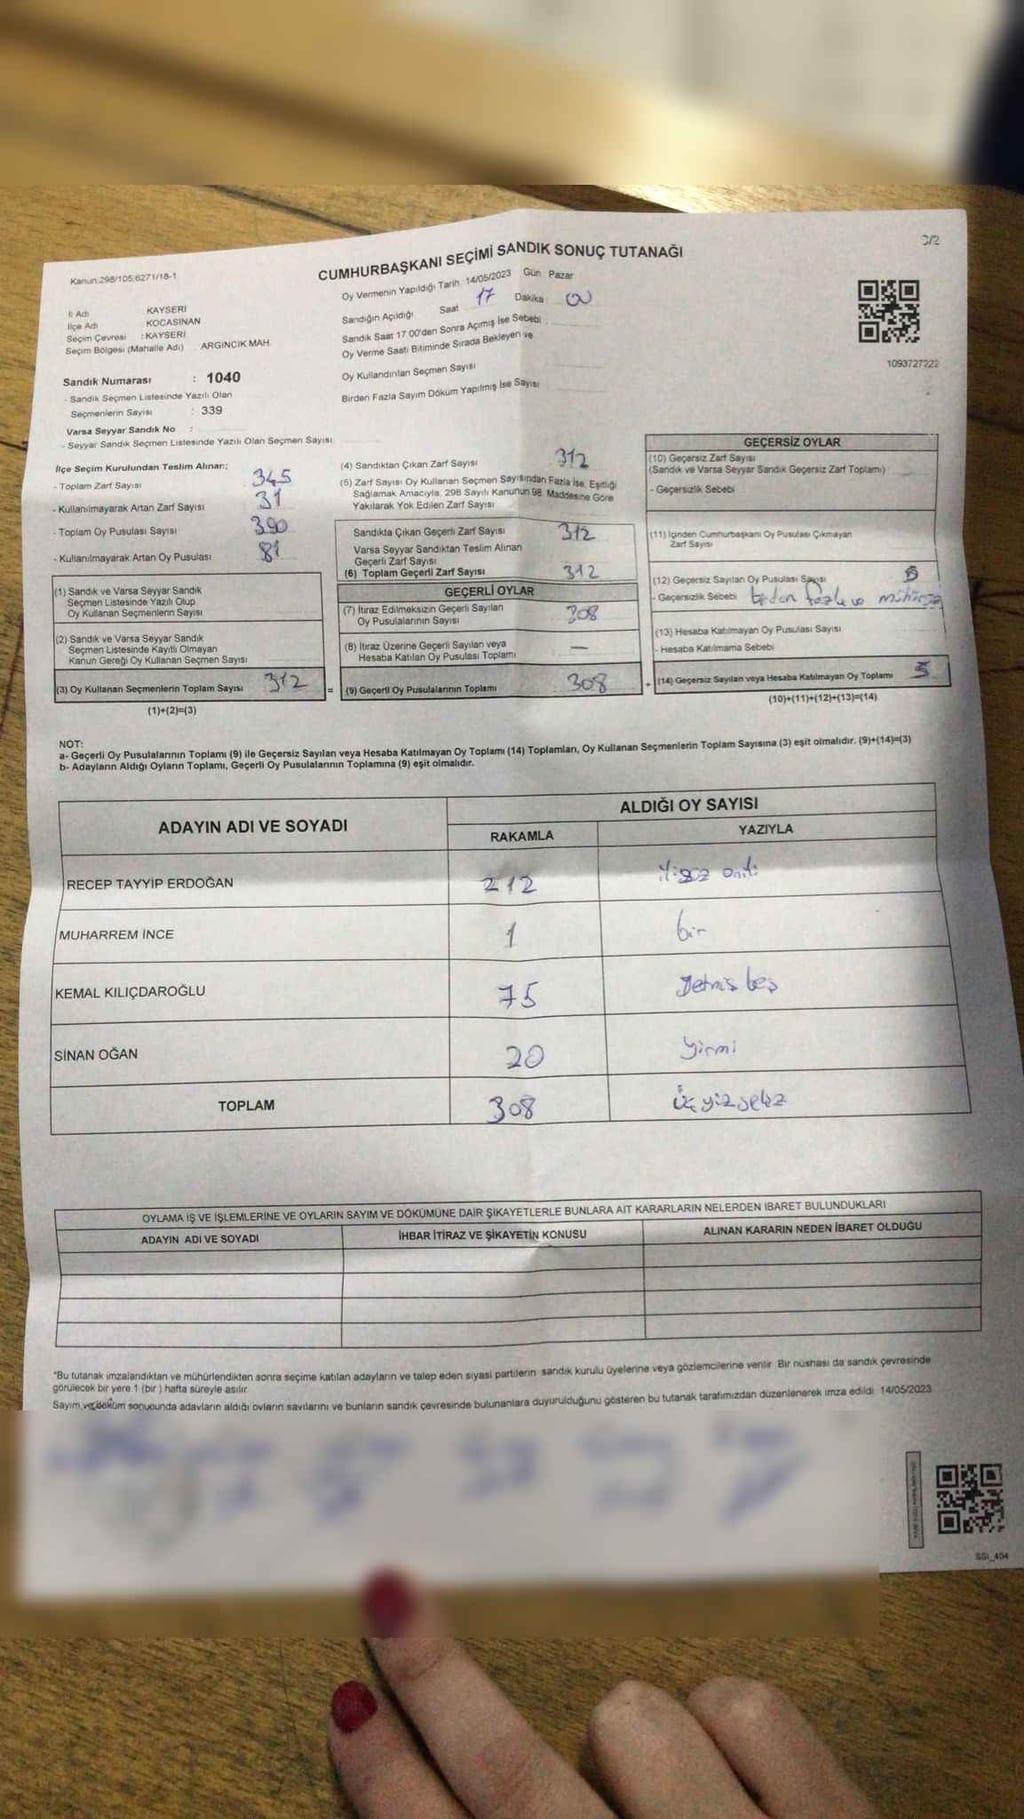 CUMHURBAŞKANI SEÇİMİ SANDIK SONUÇ TUTANAĞI
3/2
Kanun:298/105,6271/18-1
Oy Vermenin Yapıldığı Tarih 14/05/2023 Gün Pazar
İl Adı KAYSERİ
İlçe Adı KOCASİNAN
Seçim Çevresi : KAYSERİ
Seçim Bölgesi (Mahalle Adı) ARGINCIK MAH.
Sandığın Açıldığı Saat 17 Dakika 00
Sandık Saat 17.00'den Sonra Açımış İse Sebebi
Oy Verme Saati Bitiminde Sırada Bekleyen ve
Oy Kullandırılan Seçmen Sayısı
Birden Fazla Sayım Döküm Yapılmış İse Sayısı
1093727222
Sandık Numarası : 1040
- Sandık Seçmen Listesinde Yazılı Olan
Seçmenlerin Sayısı : 339
Varsa Seyyar Sandık No :
- Seyyar Sandık Seçmen Listesinde Yazılı Olan Seçmen Sayısı
İlçe Seçim Kurulundan Teslim Alınan;
- Toplam Zarf Sayısı 345
- Kullanılmayarak Artan Zarf Sayısı 31
- Toplam Oy Pusulası Sayısı 390
- Kullanılmayarak Artan Oy Pusulası 81
(1) Sandık ve Varsa Seyyar Sandık
Seçmen Listesinde Yazılı Olup
Oy Kullanan Seçmenlerin Sayısı
(2) Sandık ve Varsa Seyyar Sandık
Seçmen Listesinde Kayıtlı Olmayan
Kanun Gereği Oy Kullanan Seçmen Sayısı
(3) Oy Kullanan Seçmenlerin Toplam Sayısı 312
(1)+(2)=(3)
(4) Sandıktan Çıkan Zarf Sayısı 312
(5) Zarf Sayısı Oy Kullanan Seçmen Sayısından Fazla İse, Eşitliği
Sağlamak Amacıyla, 298 Sayılı Kanunun 98. Maddesine Göre
Yakılarak Yok Edilen Zarf Sayısı
Sandıkta Çıkan Geçerli Zarf Sayısı 312
Varsa Seyyar Sandıktan Teslim Alınan
Geçerli Zarf Sayısı
(6) Toplam Geçerli Zarf Sayısı 312
GEÇERLİ OYLAR
(7) İtiraz Edilmeksizin Geçerli Sayılan
Oy Pusulalarının Sayısı 308
(8) İtiraz Üzerine Geçerli Sayılan veya
Hesaba Katılan Oy Pusulası Toplamı —
= (9) Geçerli Oy Pusulalarının Toplamı 308
GEÇERSİZ OYLAR
(10) Geçersiz Zarf Sayısı
(Sandık ve Varsa Seyyar Sandık Geçersiz Zarf Toplamı)
- Geçersizlik Sebebi
(11) İçinden Cumhurbaşkanı Oy Pusulası Çıkmayan
Zarf Sayısı
(12) Geçersiz Sayılan Oy Pusulası Sayısı 5
- Geçersizlik Sebebi birden fazla ve
(13) Hesaba Katılmayan Oy Pusulası Sayısı
- Hesaba Katılmama Sebebi
+ (14) Geçersiz Sayılan veya Hesaba Katılmayan Oy Toplamı 5
(10)+(11)+(12)+(13)=(14)
NOT:
a- Geçerli Oy Pusulalarının Toplamı (9) ile Geçersiz Sayılan veya Hesaba Katılmayan Oy Toplamı (14) Toplamları, Oy Kullanan Seçmenlerin Toplam Sayısına (3) eşit olmalıdır. (9)+(14)=(3)
b- Adayların Aldığı Oyların Toplamı, Geçerli Oy Pusulalarının Toplamına (9) eşit olmalıdır.
ADAYIN ADI VE SOYADI
ALDIĞI OY SAYISI
RAKAMLA YAZIYLA
RECEP TAYYİP ERDOĞAN 212
MUHARREM İNCE 1 bir
KEMAL KILIÇDAROĞLU 75 yetmiş beş
SİNAN OĞAN 20 yirmi
TOPLAM 308 üçyüzsekiz
OYLAMA İŞ VE İŞLEMLERİNE VE OYLARIN SAYIM VE DÖKÜMÜNE DAİR ŞİKAYETLERLE BUNLARA AİT KARARLARIN NELERDEN İBARET BULUNDUKLARI
ADAYIN ADI VE SOYADI İHBAR İTİRAZ VE ŞİKAYETİN KONUSU ALINAN KARARIN NEDEN İBARET OLDUĞU
*Bu tutanak imzalandıktan ve mühürlendikten sonra seçime katılan adayların ve talep eden siyasi partilerin sandık kurulu üyelerine veya gözlemcilerine verilir. Bir nüshası da sandık çevresinde
görülecek bir yere 1 (bir) hafta süreyle asılır.
Sayım ve döküm sonucunda adayların aldığı oyların sayılarını ve bunların sandık çevresinde bulunanlara duyurulduğunu gösteren bu tutanak tarafımızdan düzenlenerek imza edildi. 14/05/2023
SGI_404